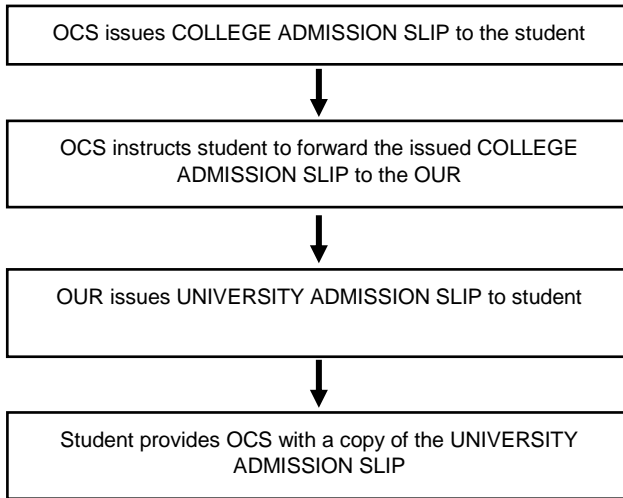 OCS issues COLLEGE ADMISSION SLIP to the student
OCS instructs student to forward the issued COLLEGE
ADMISSION SLIP to the OUR
OUR issues UNIVERSITY ADMISSION SLIP to student
Student provides OCS with a copy of the UNIVERSITY
ADMISSION SLIP